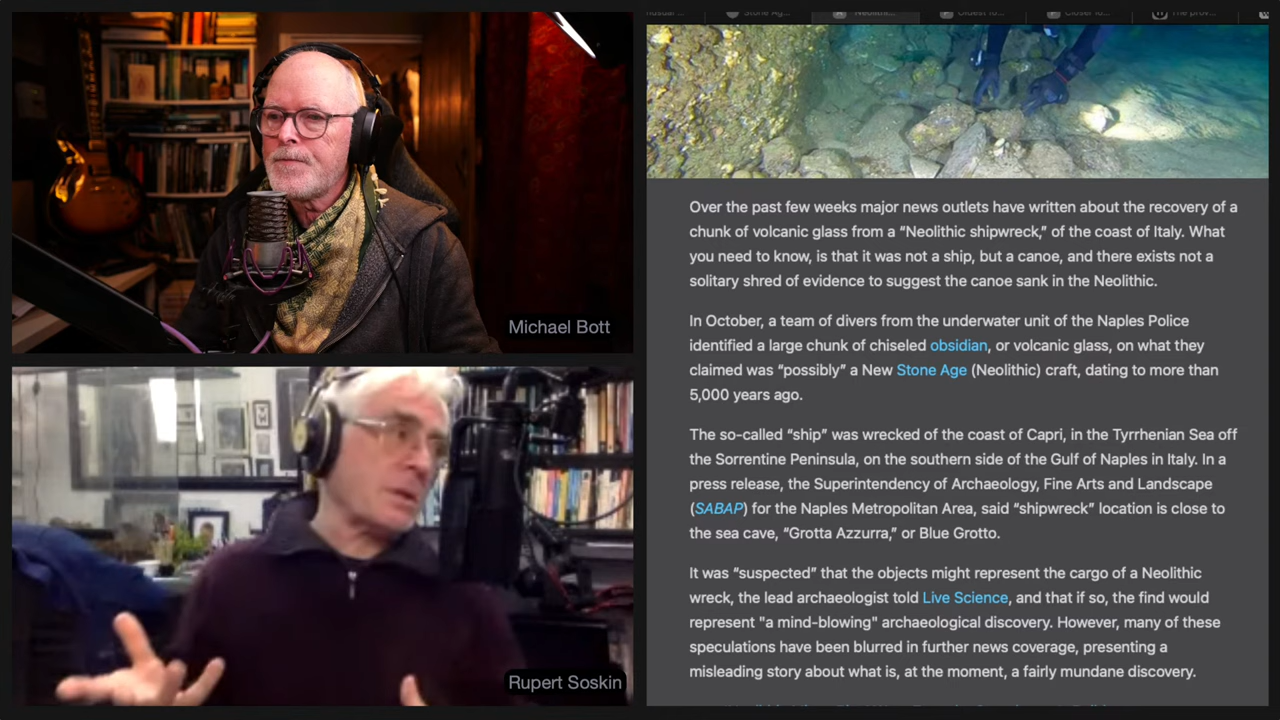 Stone Ag...
Neolithi...
Oldest to...
Closer to...
The prov...
Michael Bott
Rupert Soskin
Over the past few weeks major news outlets have written about the recovery of a
chunk of volcanic glass from a “Neolithic shipwreck,” of the coast of Italy. What
you need to know, is that it was not a ship, but a canoe, and there exists not a
solitary shred of evidence to suggest the canoe sank in the Neolithic.
In October, a team of divers from the underwater unit of the Naples Police
identified a large chunk of chiseled obsidian, or volcanic glass, on what they
claimed was “possibly” a New Stone Age (Neolithic) craft, dating to more than
5,000 years ago.
The so-called “ship” was wrecked of the coast of Capri, in the Tyrrhenian Sea off
the Sorrentine Peninsula, on the southern side of the Gulf of Naples in Italy. In a
press release, the Superintendency of Archaeology, Fine Arts and Landscape
(SABAP) for the Naples Metropolitan Area, said “shipwreck” location is close to
the sea cave, “Grotta Azzurra,” or Blue Grotto.
It was “suspected” that the objects might represent the cargo of a Neolithic
wreck, the lead archaeologist told Live Science, and that if so, the find would
represent "a mind-blowing" archaeological discovery. However, many of these
speculations have been blurred in further news coverage, presenting a
misleading story about what is, at the moment, a fairly mundane discovery.